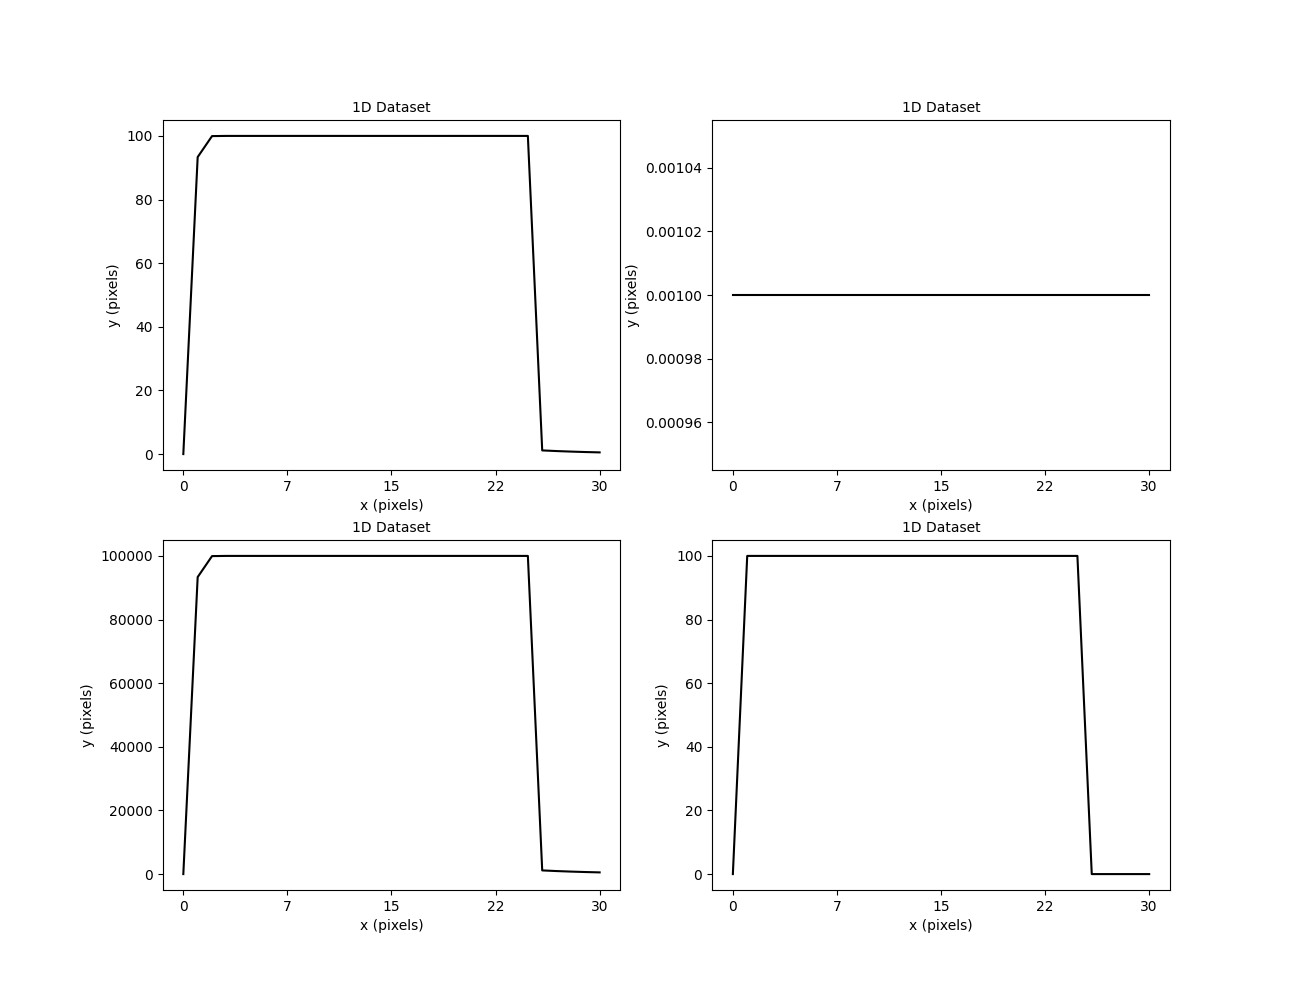 1D Dataset
100
80
60
40
20
0
y (pixels)
0 7 15 22 30
x (pixels)
1D Dataset
0.00104
0.00102
0.00100
0.00098
0.00096
y (pixels)
0 7 15 22 30
x (pixels)
1D Dataset
100000
80000
60000
40000
20000
0
y (pixels)
0 7 15 22 30
x (pixels)
1D Dataset
100
80
60
40
20
0
y (pixels)
0 7 15 22 30
x (pixels)